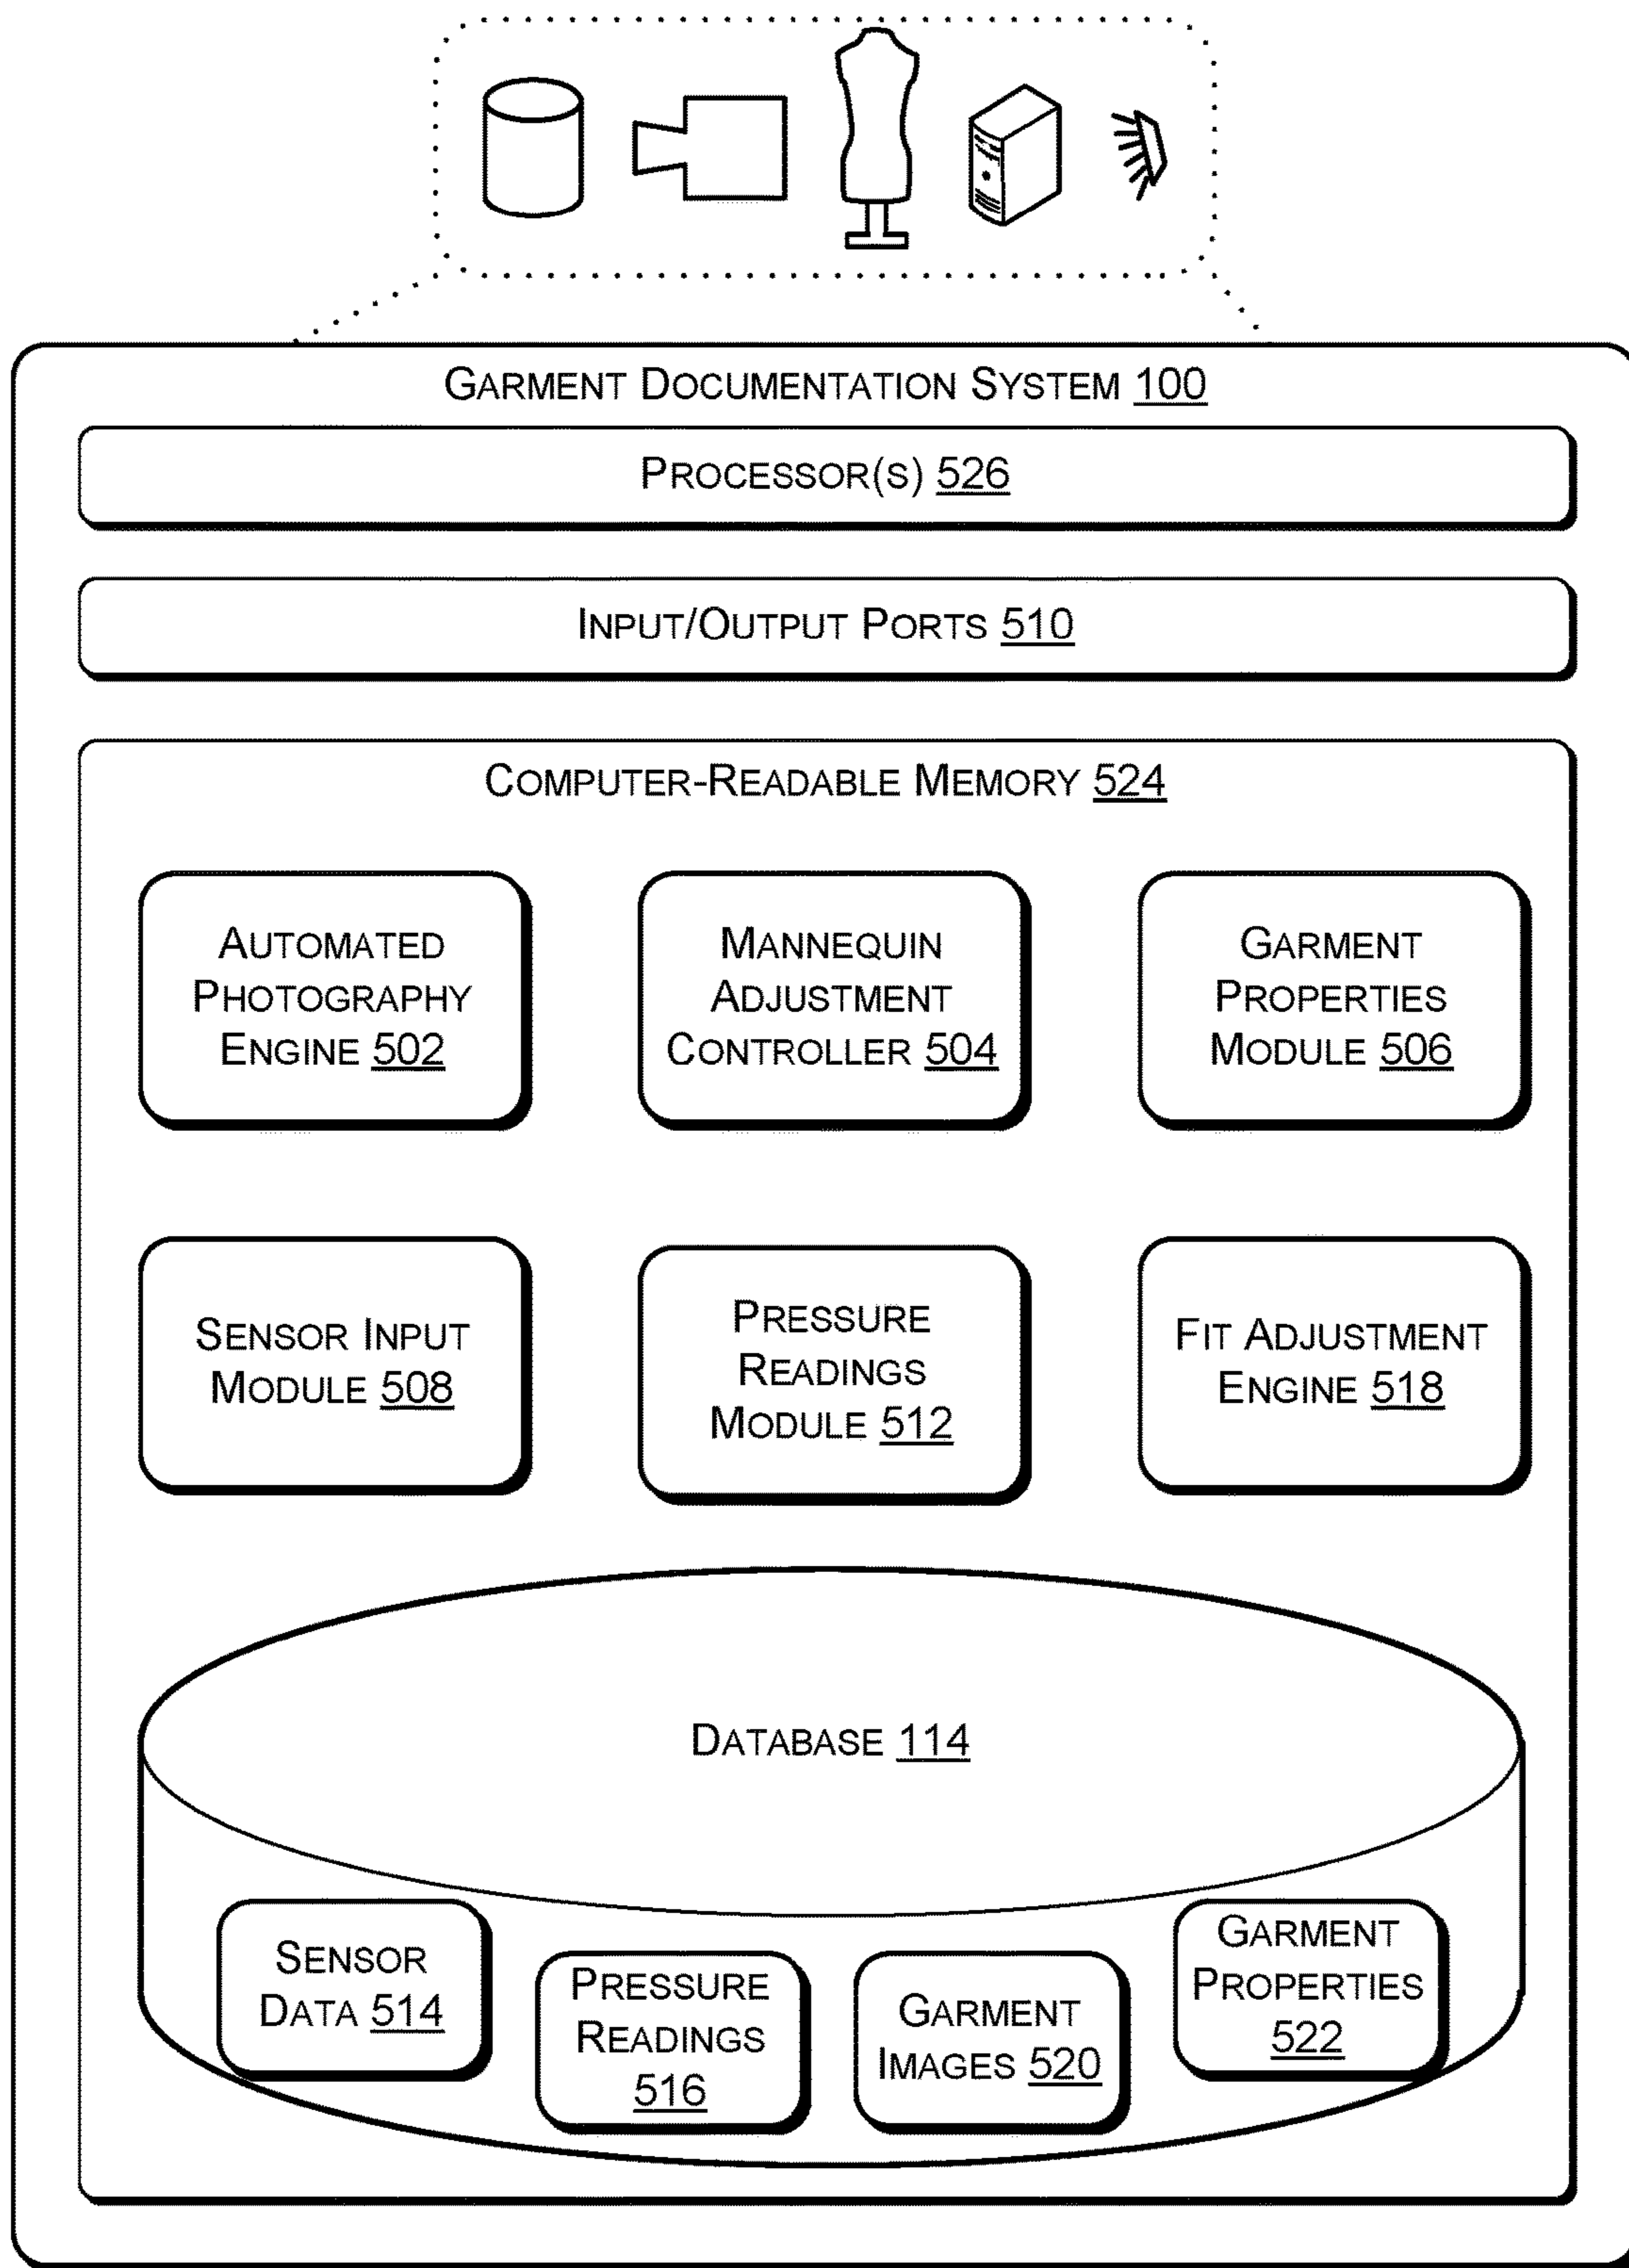 GARMENT DOCUMENTATION SYSTEM 100
PROCESSOR(S) 526
INPUT/OUTPUT PORTS 510
COMPUTER-READABLE MEMORY 524
AUTOMATED
PHOTOGRAPHY
ENGINE 502
MANNEQUIN
ADJUSTMENT
CONTROLLER 504
GARMENT
PROPERTIES
MODULE 506
SENSOR INPUT
MODULE 508
PRESSURE
READINGS
MODULE 512
FIT ADJUSTMENT
ENGINE 518
DATABASE 114
SENSOR
DATA 514
PRESSURE
READINGS
516
GARMENT
IMAGES 520
GARMENT
PROPERTIES
522